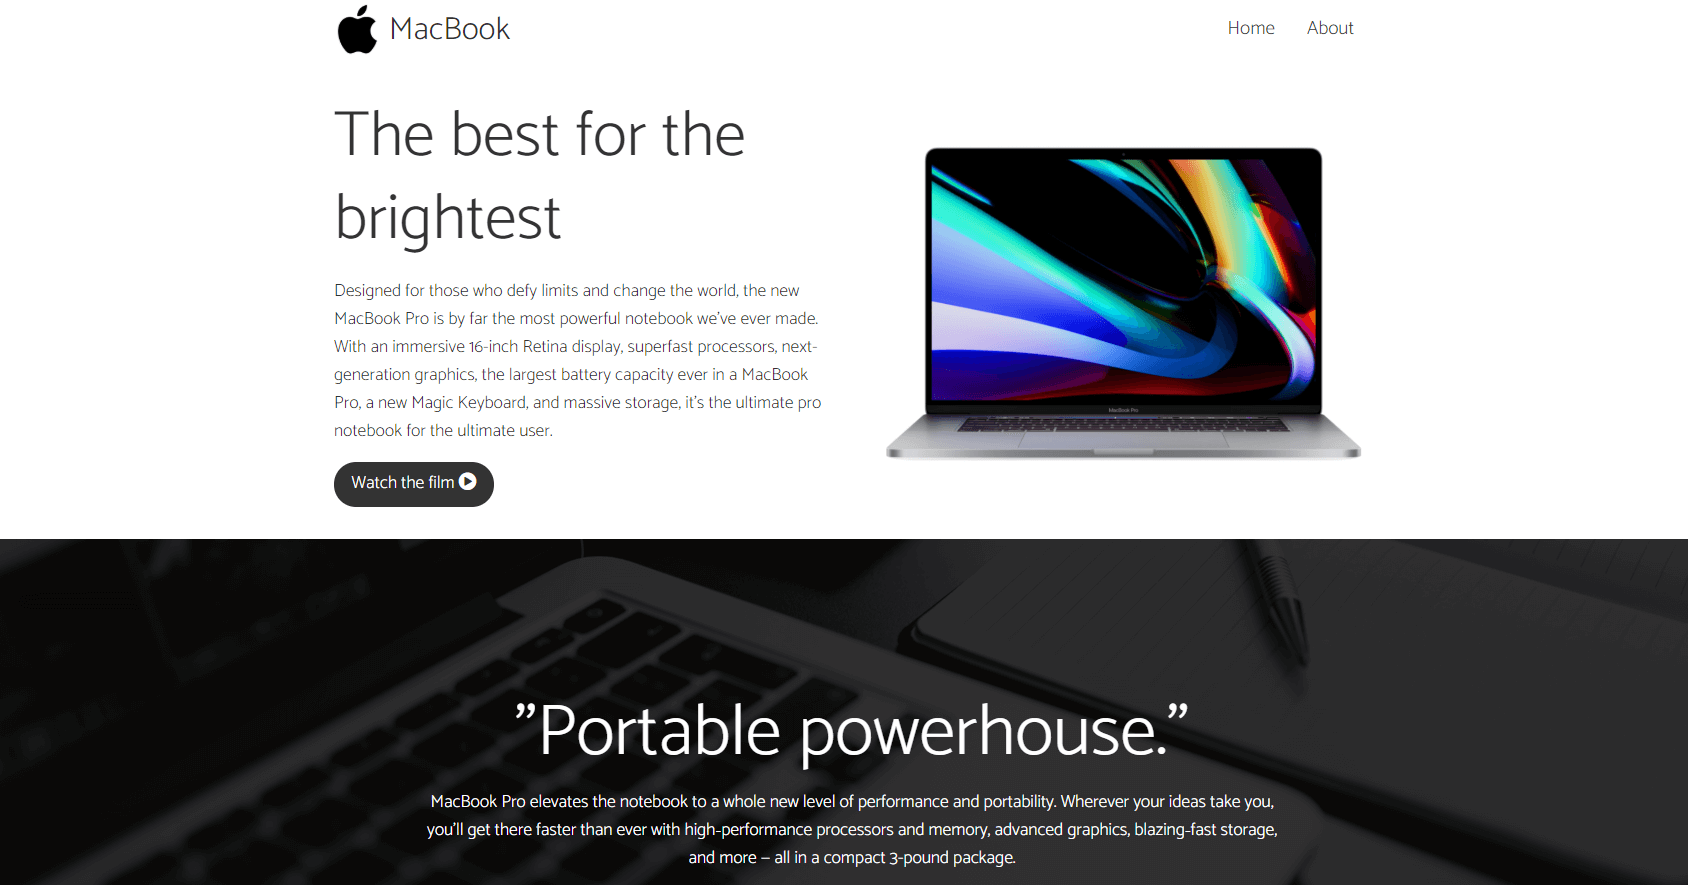 MacBook
Home
About
The best for the
brightest
Designed for those who defy limits and change the world, the new
MacBook Pro is by far the most powerful notebook we’ve ever made.
With an immersive 16-inch Retina display, superfast processors, next-
generation graphics, the largest battery capacity ever in a MacBook
Pro, a new Magic Keyboard, and massive storage, it’s the ultimate pro
notebook for the ultimate user.
Watch the film
MacBook Pro
”Portable powerhouse.”
MacBook Pro elevates the notebook to a whole new level of performance and portability. Wherever your ideas take you,
you’ll get there faster than ever with high-performance processors and memory, advanced graphics, blazing-fast storage,
and more – all in a compact 3-pound package.